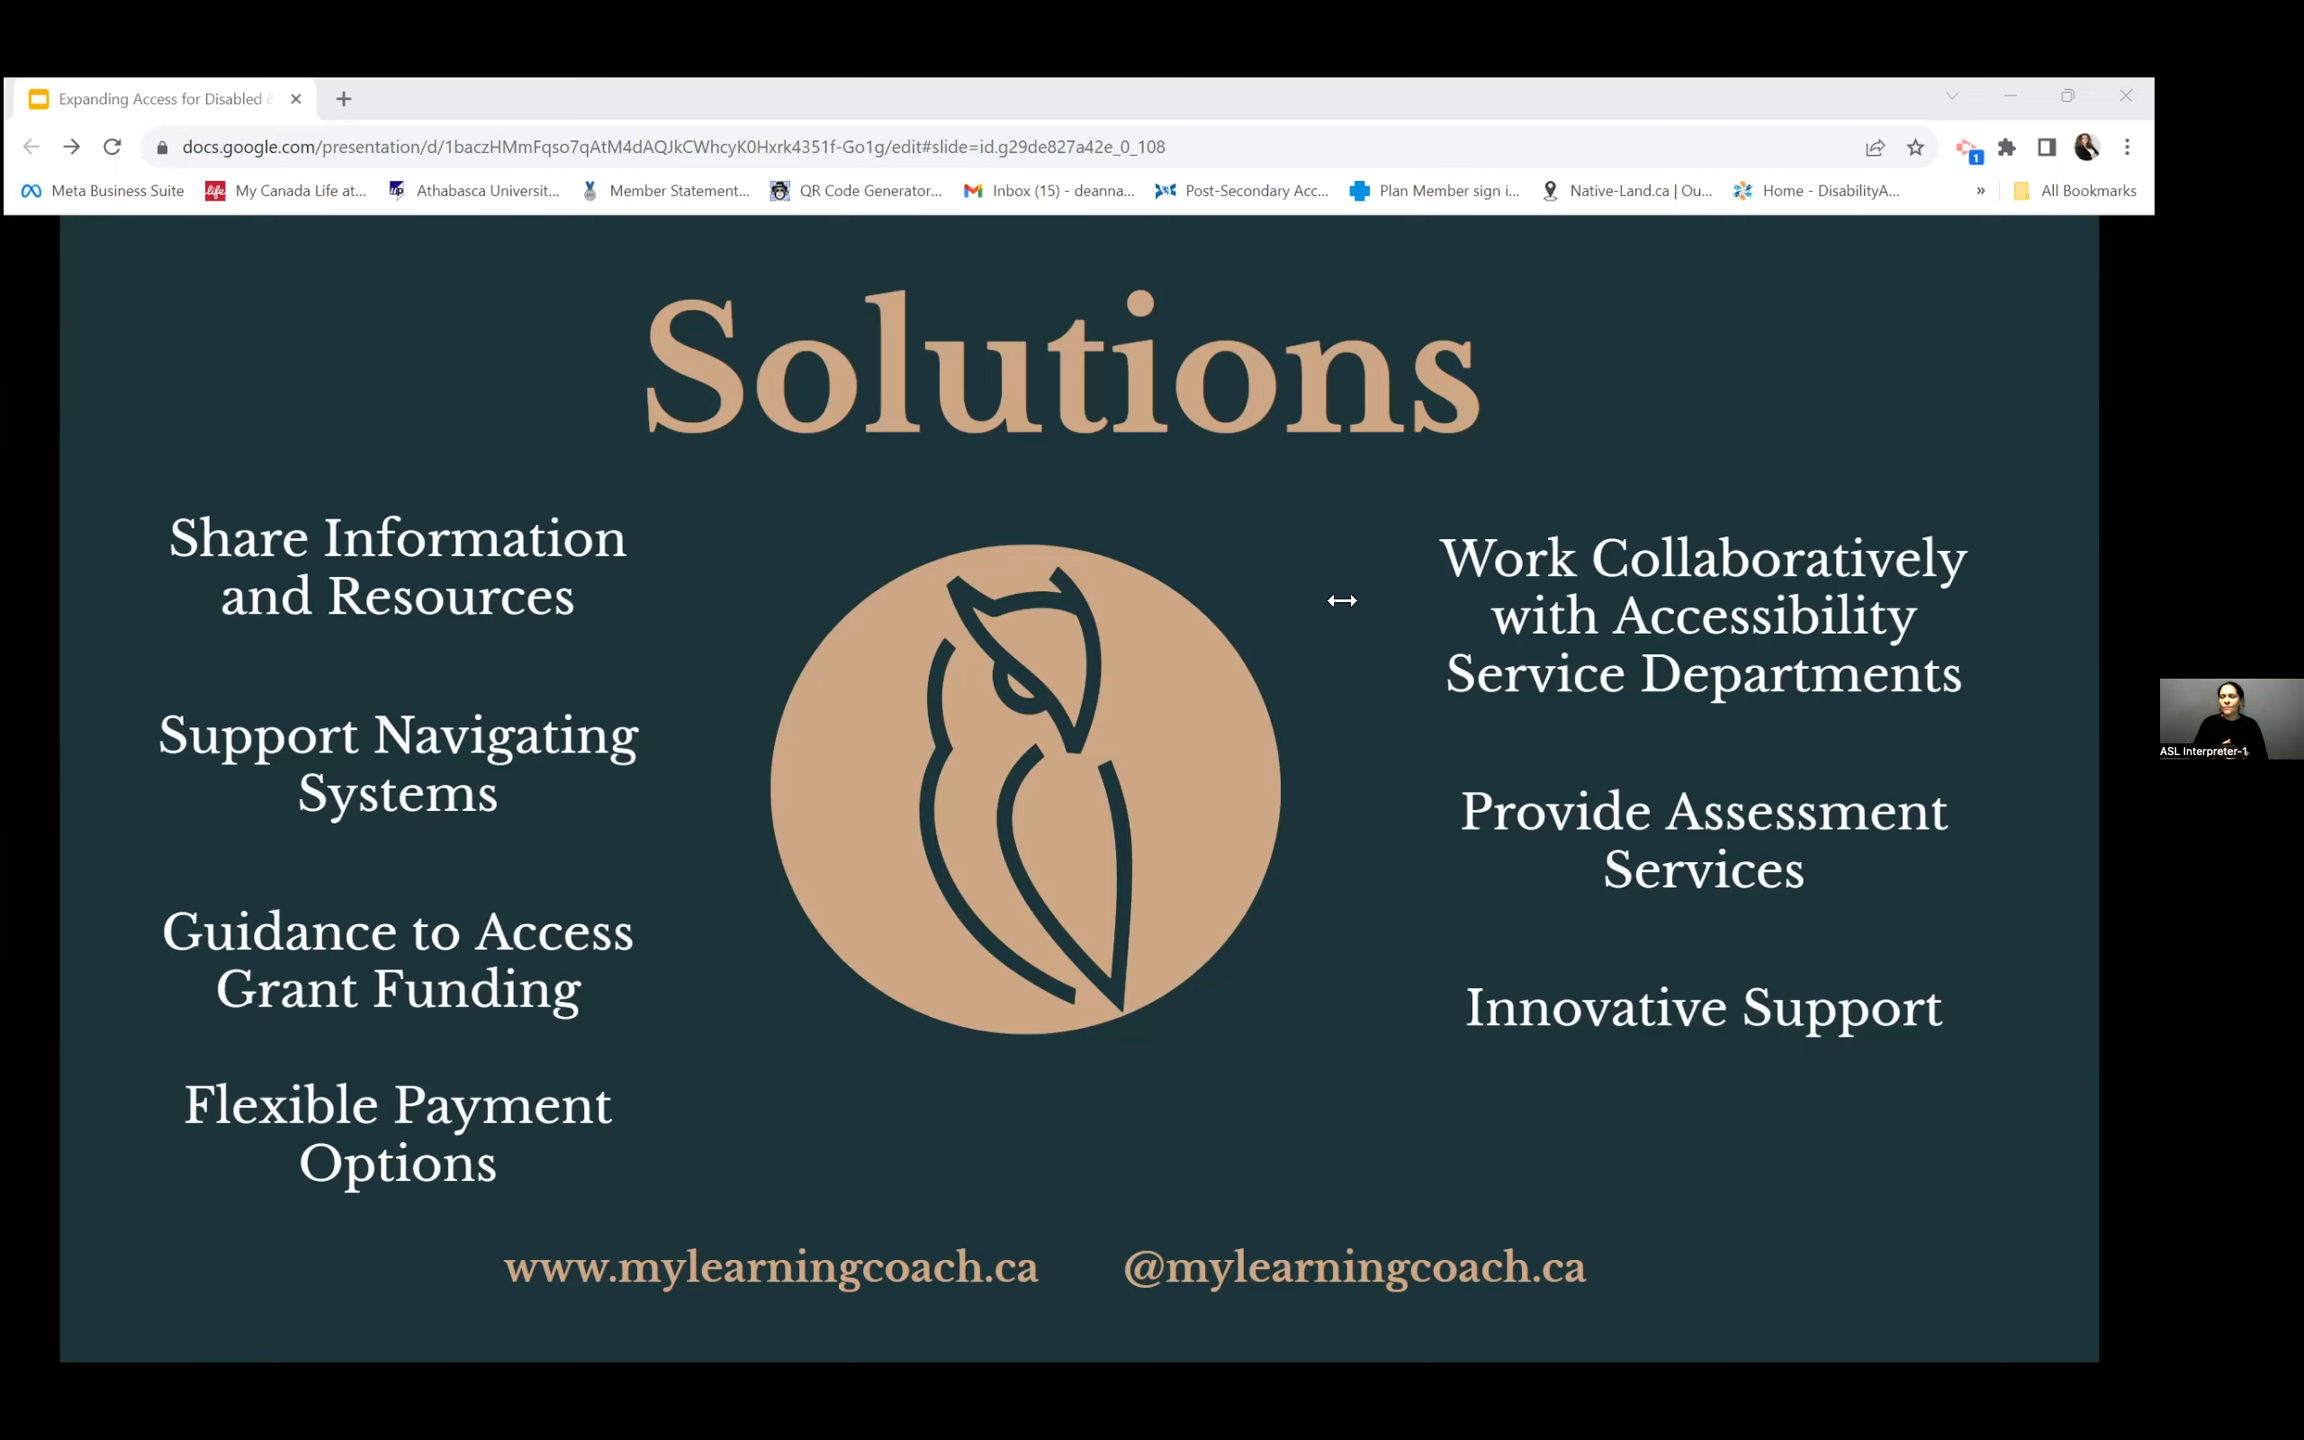 Expanding Access for Disabled &
docs.google.com/presentation/d/1baczHMmFqso7qAtM4dAQJkCWhcyK0Hxrk4351f-Go1g/edit#slide=id.g29de827a42e_0_108
1
Meta Business Suite
life My Canada Life at...
Athabasca Universit...
Member Statement...
QR Code Generator...
Inbox (15) - deanna...
Post-Secondary Acc...
Plan Member sign i...
Native-Land.ca | Ou...
Home - DisabilityA...
»
All Bookmarks
Solutions
Share Information
and Resources
Support Navigating
Systems
Guidance to Access
Grant Funding
Flexible Payment
Options
Work Collaboratively
with Accessibility
Service Departments
Provide Assessment
Services
Innovative Support
www.mylearningcoach.ca
@mylearningcoach.ca
ASL Interpreter-1